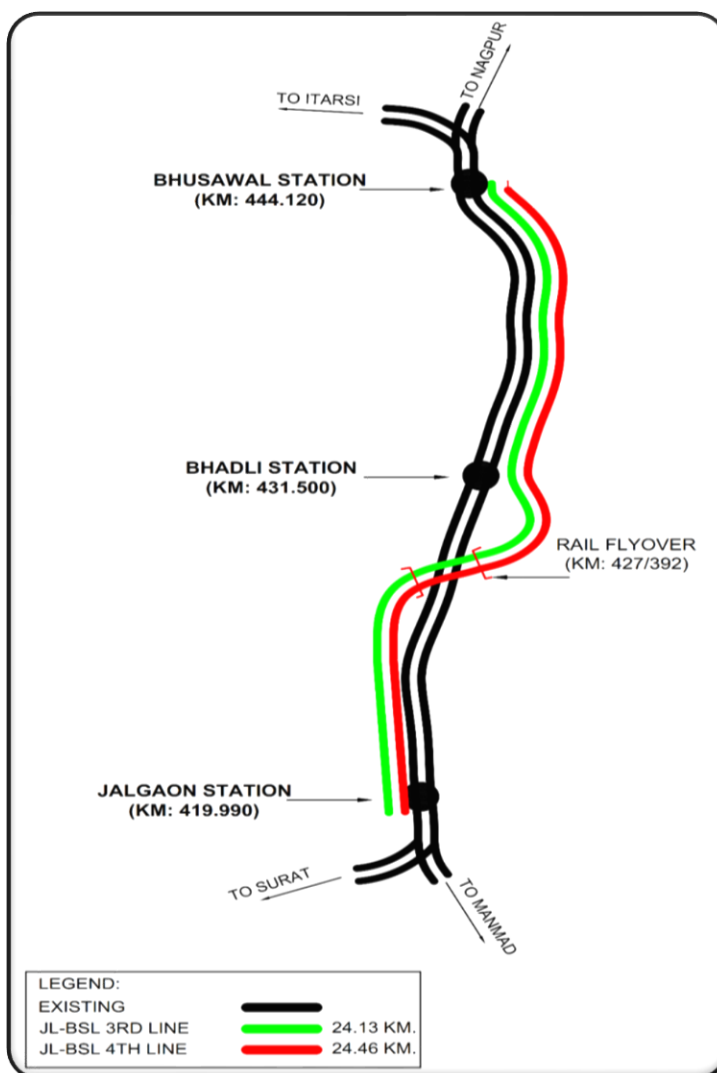 TO NAGPUR
TO ITARSI
BHUSAWAL STATION
(KM: 444.120)
BHADLI STATION
(KM: 431.500)
RAIL FLYOVER
(KM: 427/392)
JALGAON STATION
(KM: 419.990)
TO SURAT
TO MANMAD
LEGEND:
EXISTING
JL-BSL 3RD LINE 24.13 KM.
JL-BSL 4TH LINE 24.46 KM.